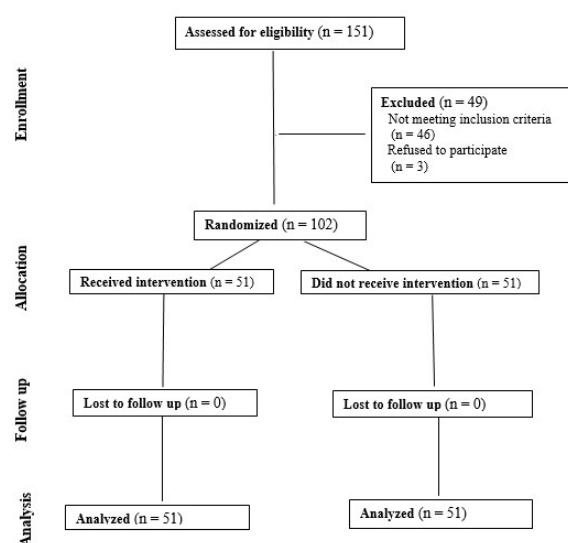 Assessed for eligibility (n = 151)
Enrollment
Excluded (n = 49)
Not meeting inclusion criteria
(n = 46)
Refused to participate
(n = 3)
Randomized (n = 102)
Allocation
Received intervention (n = 51)
Did not receive intervention (n = 51)
Follow up
Lost to follow up (n = 0)
Lost to follow up (n = 0)
Analysis
Analyzed (n = 51)
Analyzed (n = 51)